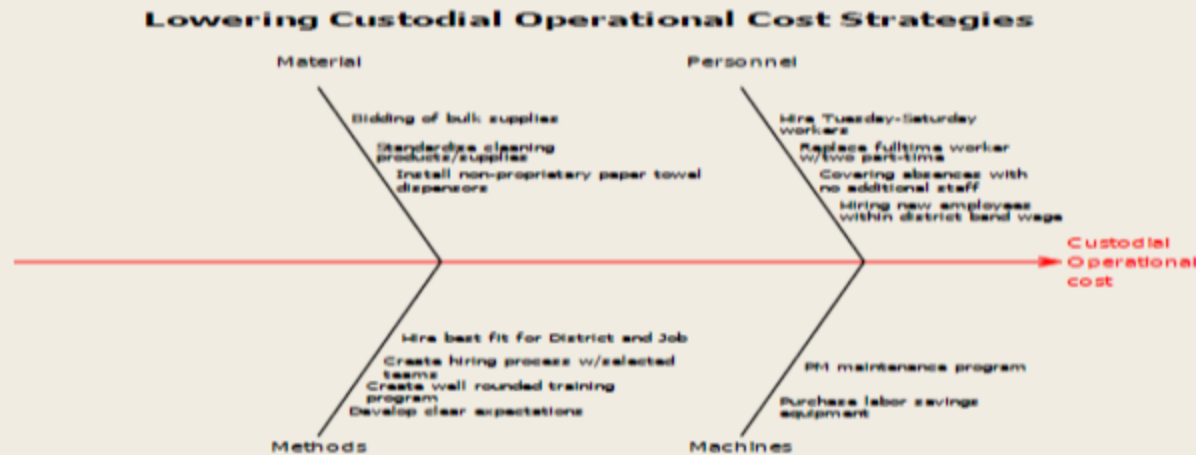 Lowering Custodial Operational Cost Strategies
Material
Personnel
Bidding of bulk supplies
Standardize cleaning
products/supplies
Install non-proprietary paper towel
dispensors
Hire Tuesday-Saturday
workers
Replace fulltime worker
w/two part-time
Covering absences with
no additional staff
Hiring new employees
within district band wage
Custodial
Operational
cost
Hire best fit for District and Job
Create hiring process w/selected
teams
Create well rounded training
program
Develop clear expectations
PM maintenance program
Purchase labor savings
equipment
Methods
Machines